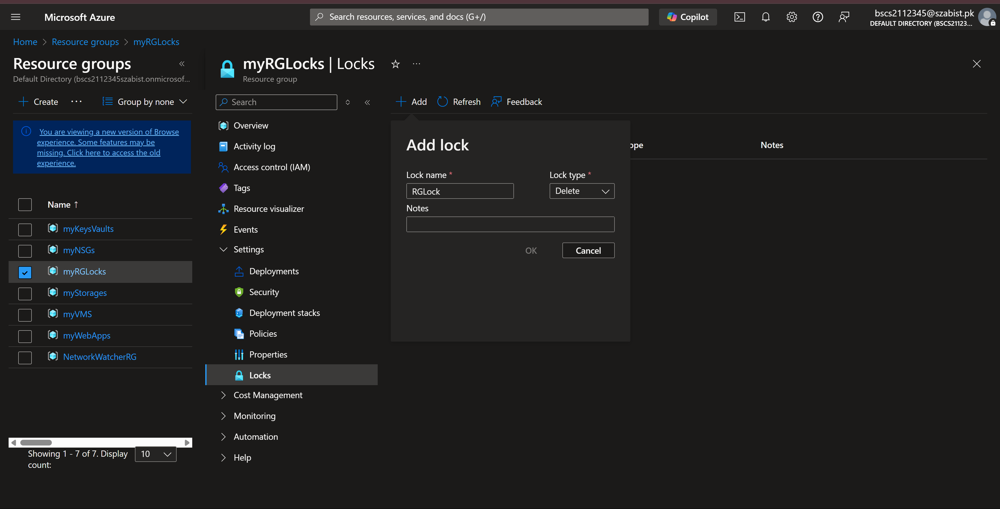 Microsoft Azure
Search resources, services, and docs (G+/)
Copilot
bscs2112345@szabist.pk
DEFAULT DIRECTORY (BSCS21123...
Home > Resource groups > myRGLocks
Resource groups
Default Directory (bscs2112345szabist.onmicrosof...
Create
Group by none
You are viewing a new version of Browse
experience. Some features may be
missing. Click here to access the old
experience.
Name ↑
myKeysVaults
myNSGs
myRGLocks
myStorages
myVMS
myWebApps
NetworkWatcherRG
Showing 1 - 7 of 7. Display
count:
10
myRGLocks | Locks
Resource group
Search
Overview
Activity log
Access control (IAM)
Tags
Resource visualizer
Events
Settings
Deployments
Security
Deployment stacks
Policies
Properties
Locks
Cost Management
Monitoring
Automation
Help
Add
Refresh
Feedback
ope
Notes
Add lock
Lock name *
Lock type *
RGLock
Delete
Notes
OK
Cancel